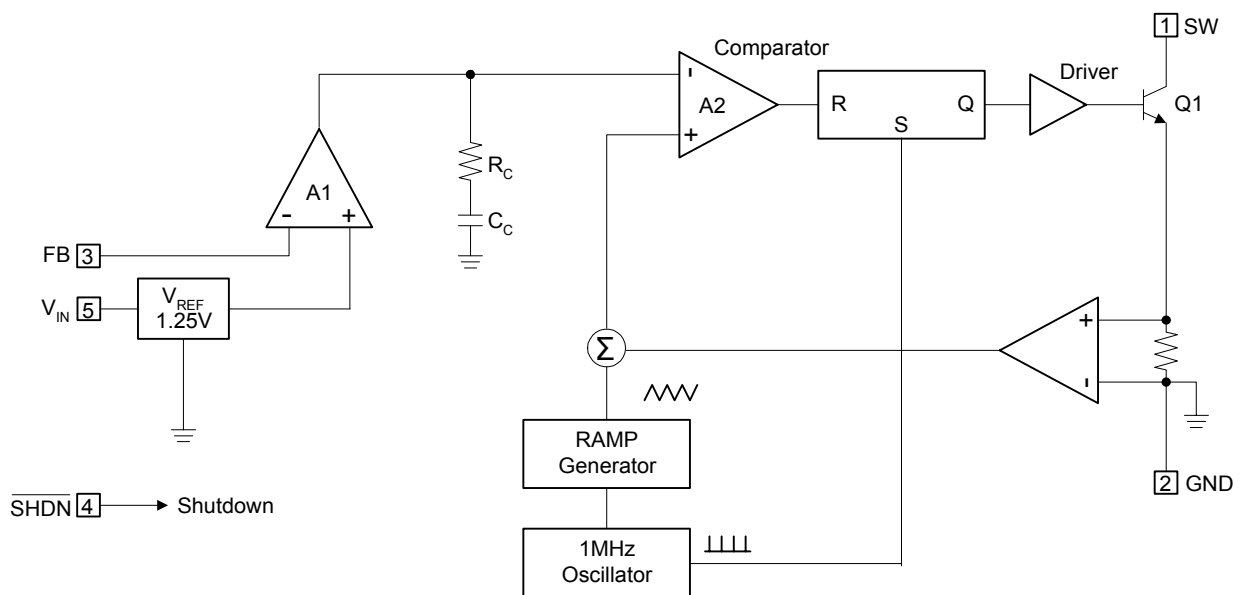 1 SW
Comparator
Driver
-
A2
+
R
Q
S
Q1
R_C
A1
-
+
C_C
FB 3
V_IN 5
V_REF
1.25V
+
-
Σ
RAMP
Generator
SHDN 4
Shutdown
2 GND
1MHz
Oscillator